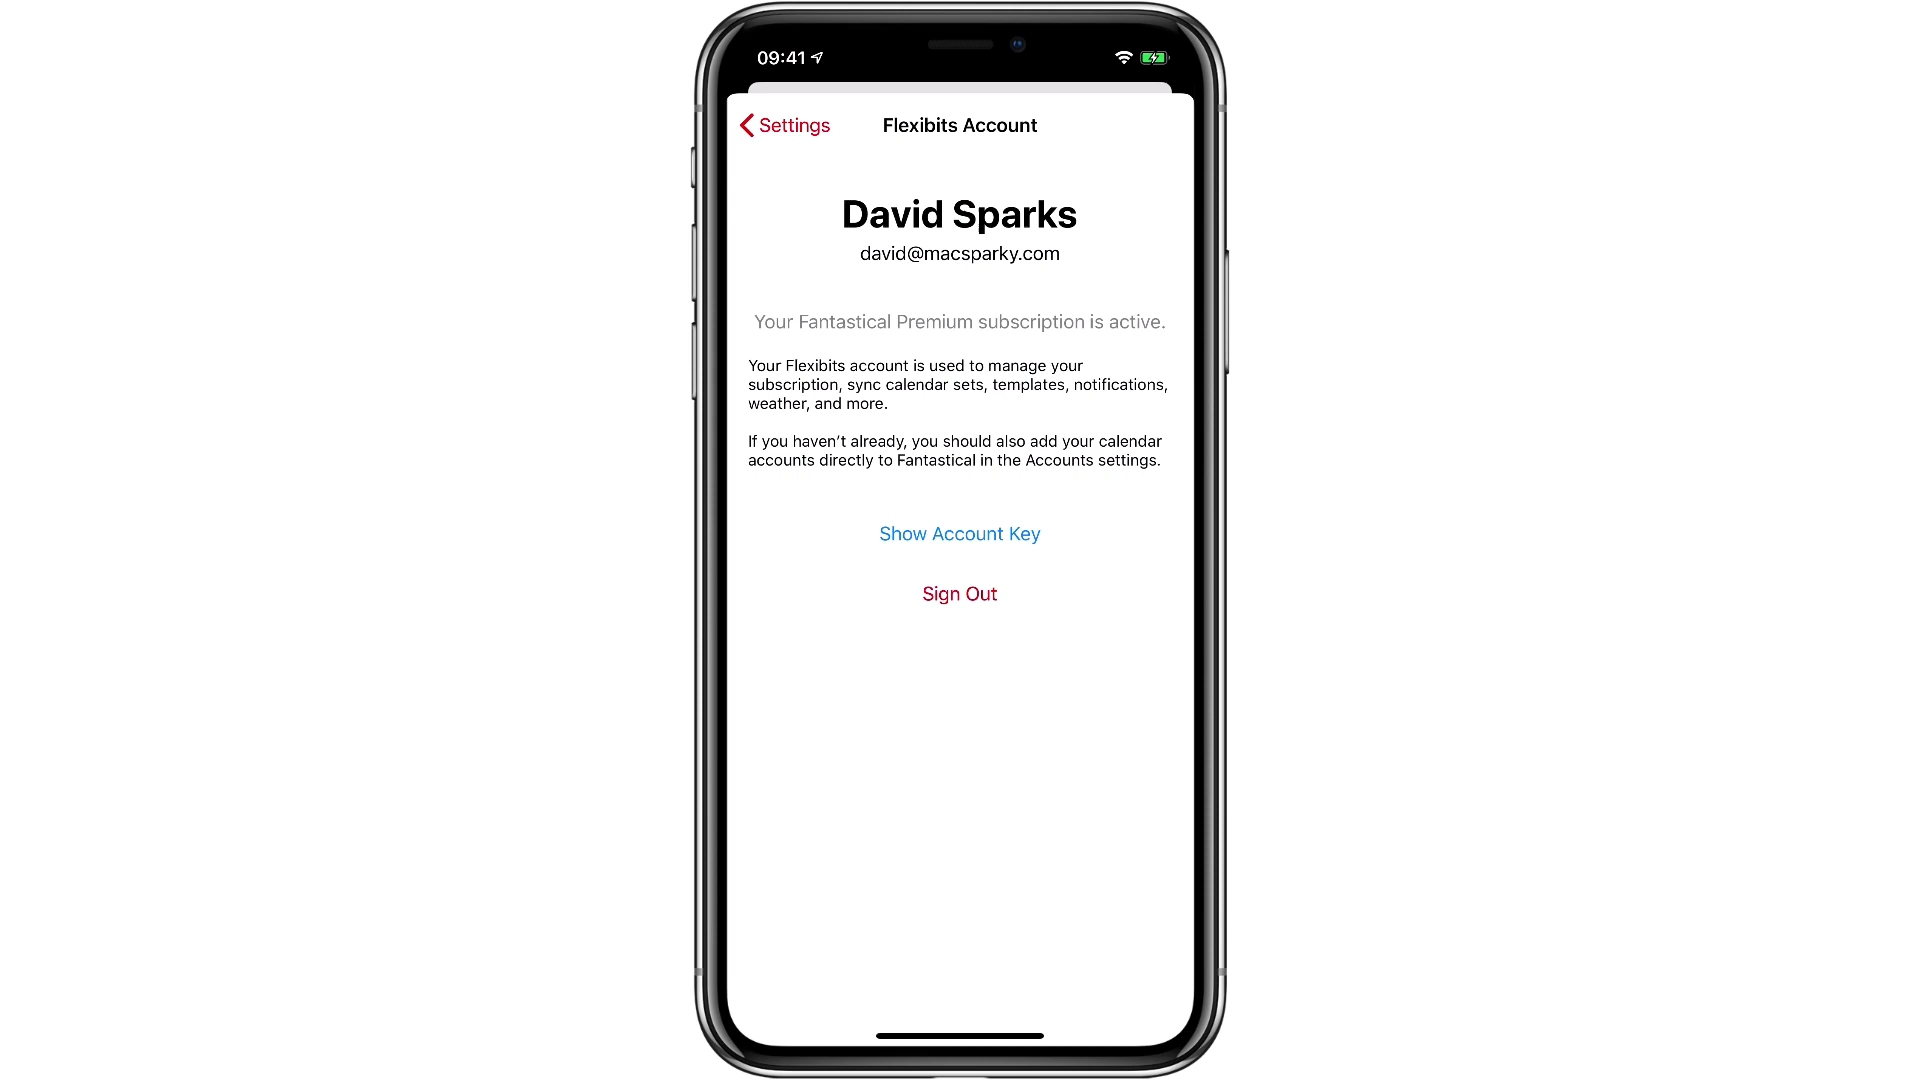 09:41
Settings
Flexibits Account
David Sparks
david@macsparky.com
Your Fantastical Premium subscription is active.
Your Flexibits account is used to manage your
subscription, sync calendar sets, templates, notifications,
weather, and more.
If you haven’t already, you should also add your calendar
accounts directly to Fantastical in the Accounts settings.
Show Account Key
Sign Out